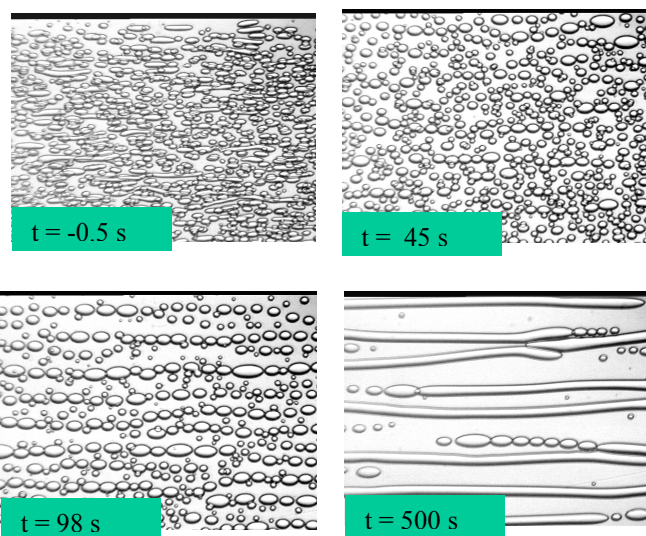 t = -0.5 s
t = 45 s
t = 98 s
t = 500 s